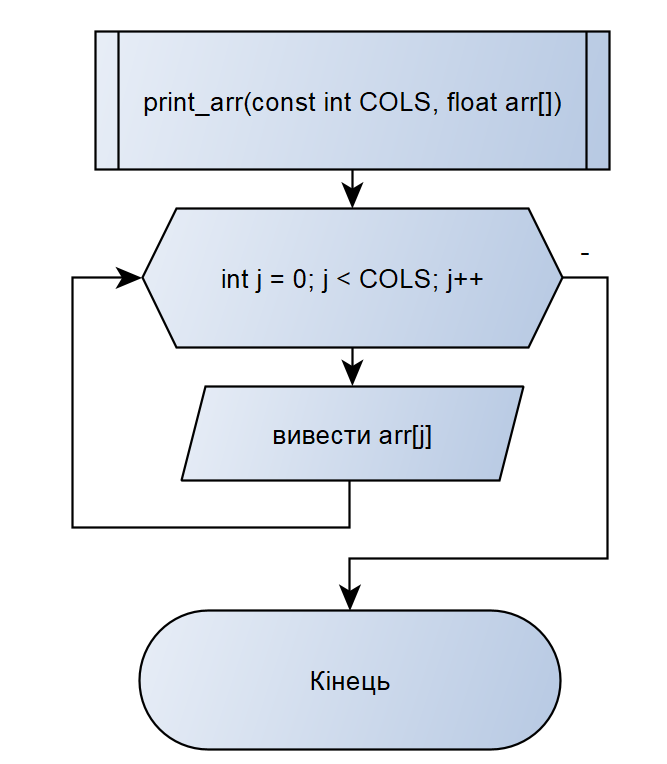 print_arr(const int COLS, float arr[])
-
int j = 0; j < COLS; j++
вивести arr[j]
Кінець